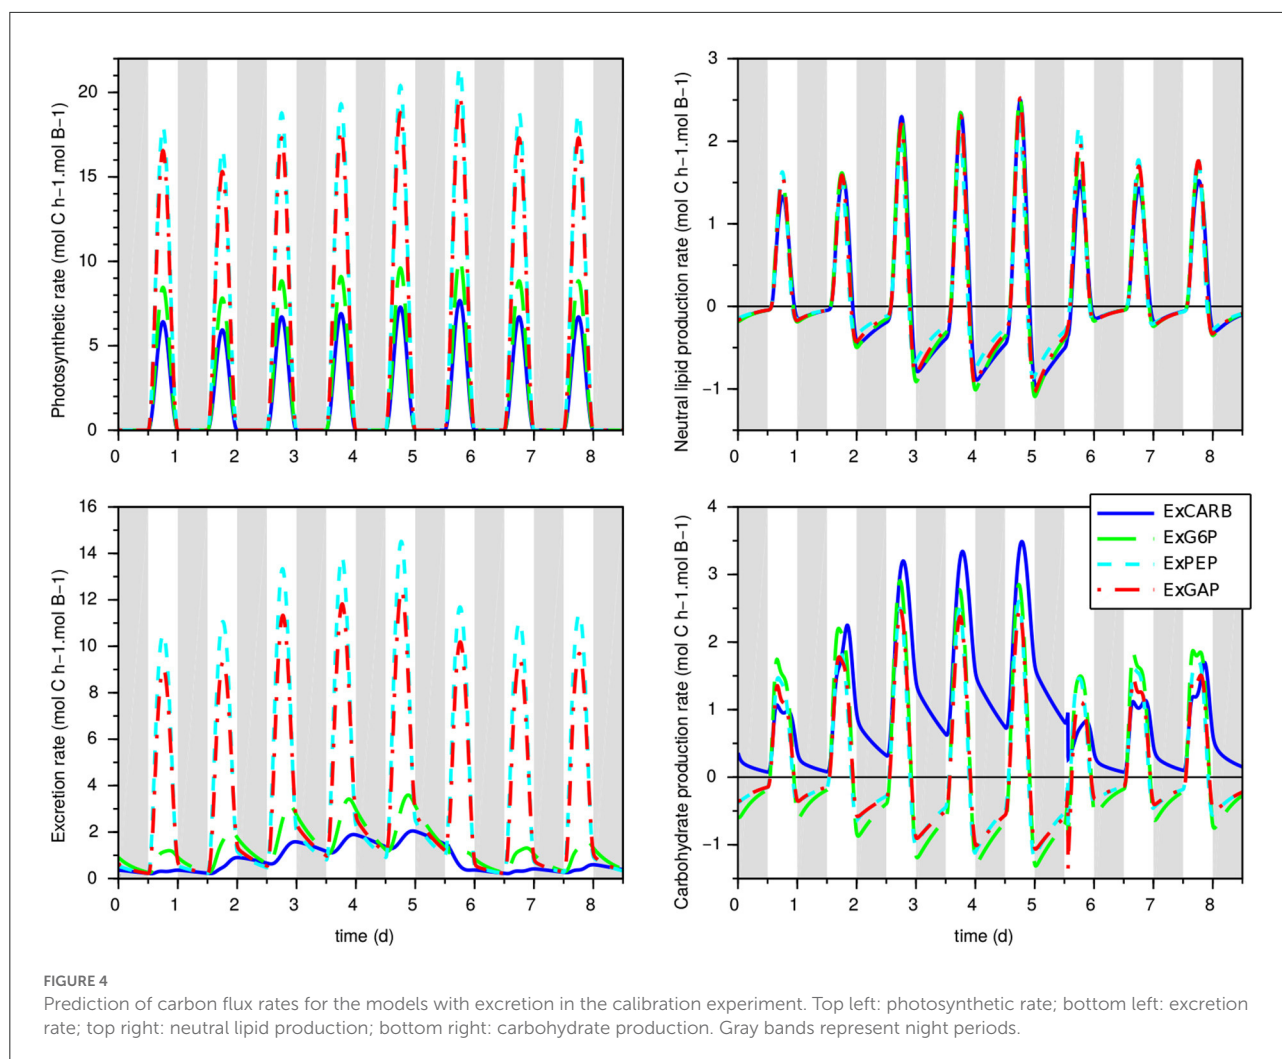 Photosynthetic rate (mol C h−1.mol B−1)
20
15
10
5
0
0 1 2 3 4 5 6 7 8
Neutral lipid production rate (mol C h−1.mol B−1)
3
2
1
0
−1
0 1 2 3 4 5 6 7 8
Excretion rate (mol C h−1.mol B−1)
16
14
12
10
8
6
4
2
0
0 1 2 3 4 5 6 7 8
time (d)
Carbohydrate production rate (mol C h−1.mol B−1)
4
3
2
1
0
−1
0 1 2 3 4 5 6 7 8
time (d)
ExCARB
ExG6P
ExPEP
ExGAP
FIGURE 4
Prediction of carbon flux rates for the models with excretion in the calibration experiment. Top left: photosynthetic rate; bottom left: excretion
rate; top right: neutral lipid production; bottom right: carbohydrate production. Gray bands represent night periods.